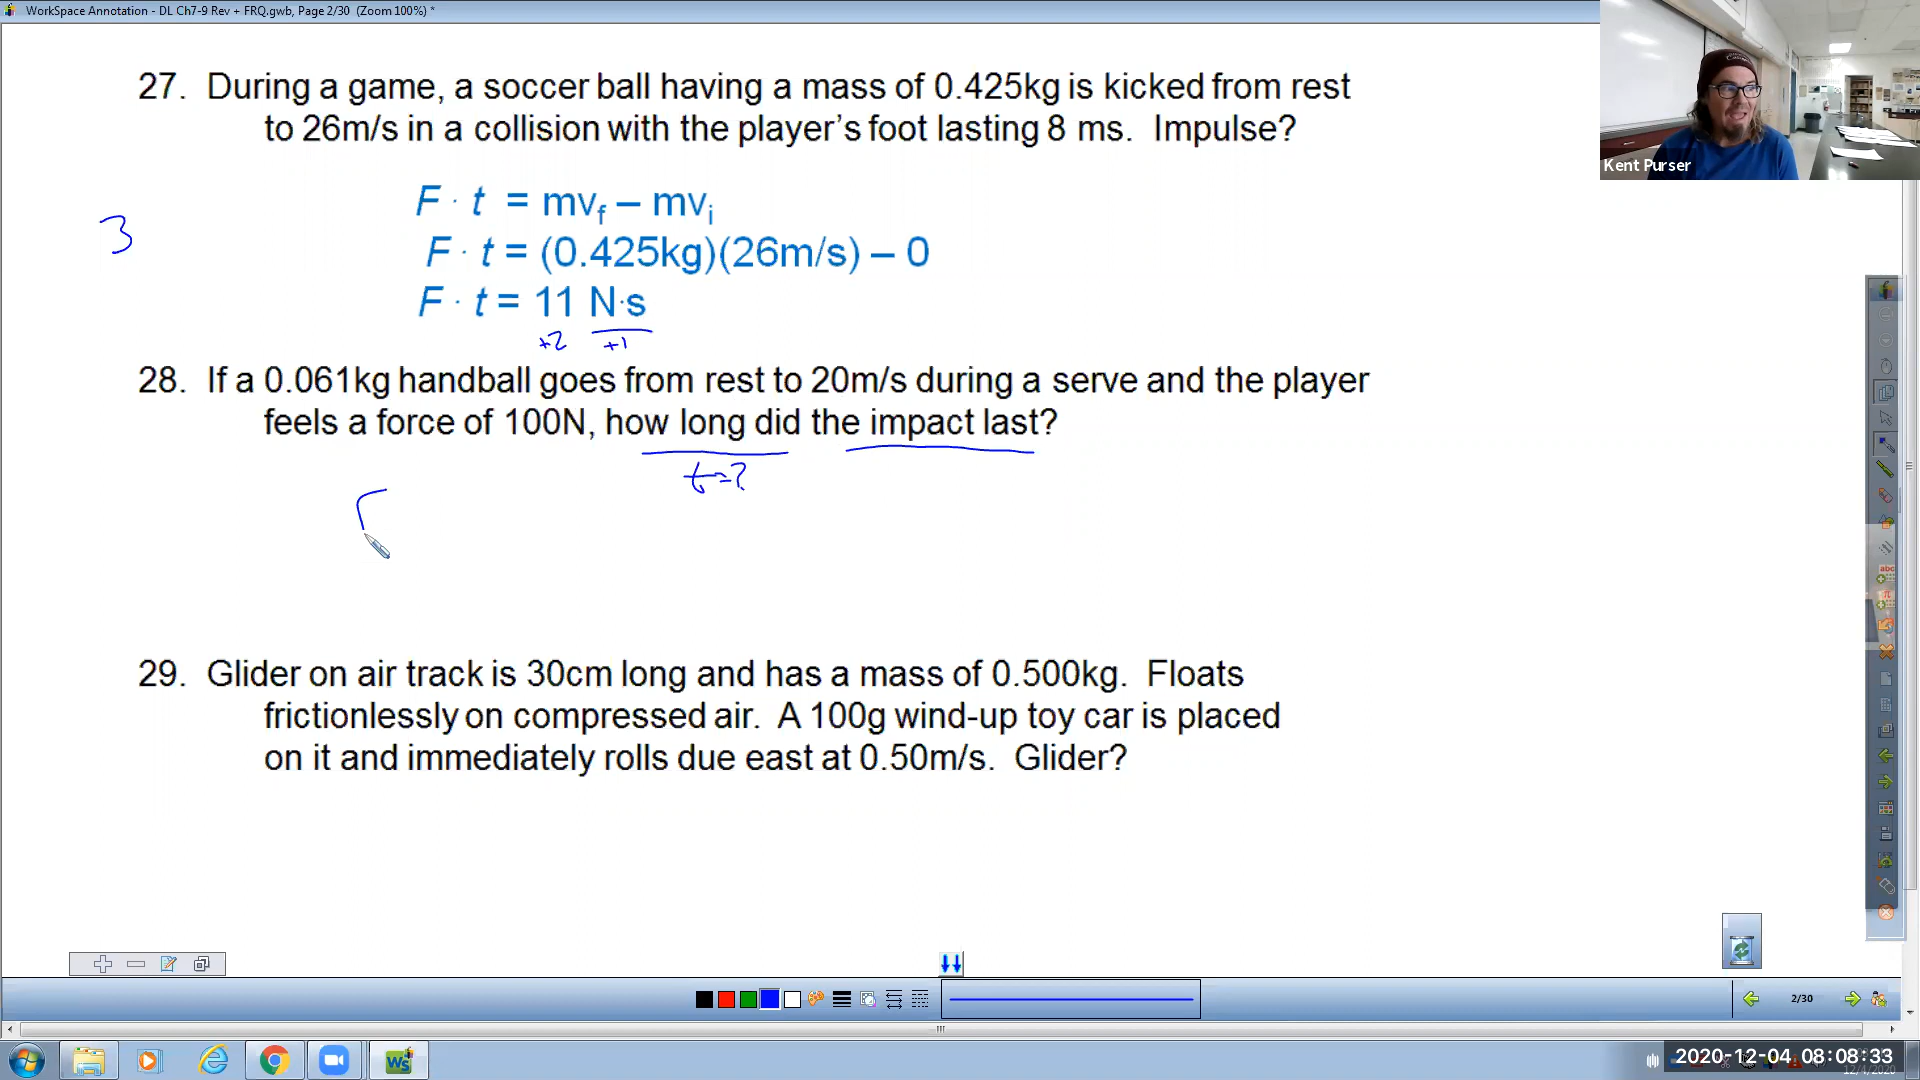 WorkSpace Annotation - DL Ch7-9 Rev + FRQ.gwb, Page 2/30 (Zoom 100%) *
27. During a game, a soccer ball having a mass of 0.425kg is kicked from rest
to 26m/s in a collision with the player's foot lasting 8 ms. Impulse?
Kent Purser
F · t = mvf – mvi
3
F · t = (0.425kg)(26m/s) – 0
F · t = 11 N·s
+2 +1
28. If a 0.061kg handball goes from rest to 20m/s during a serve and the player
feels a force of 100N, how long did the impact last?
t=?
29. Glider on air track is 30cm long and has a mass of 0.500kg. Floats
frictionlessly on compressed air. A 100g wind-up toy car is placed
on it and immediately rolls due east at 0.50m/s. Glider?
2/30
2020-12-04 08:08:33
12/4/2020